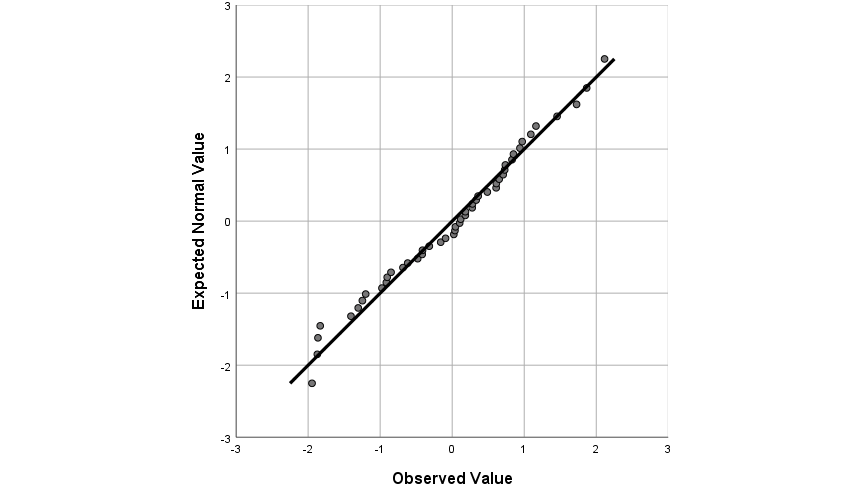 3
2
1
0
-1
-2
-3
Expected Normal Value
-3 -2 -1 0 1 2 3
Observed Value